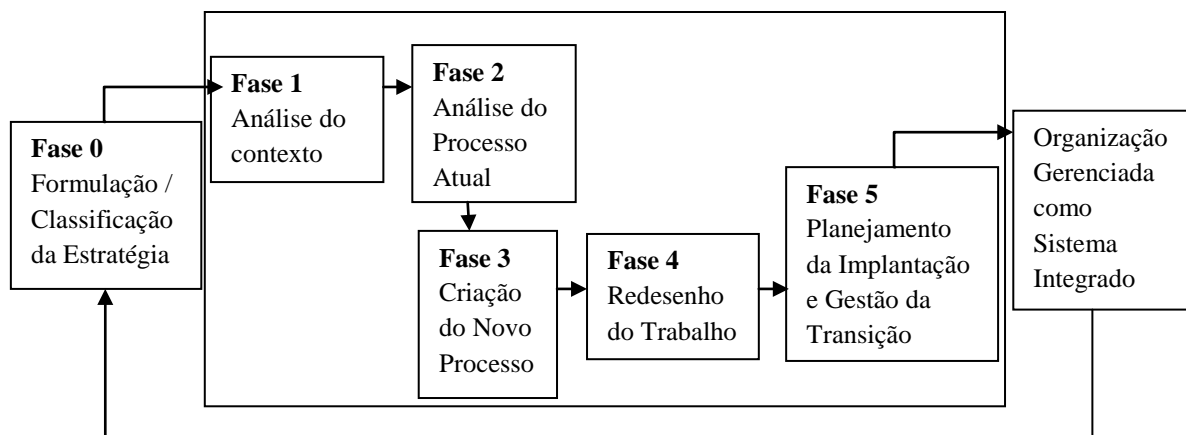 Fase 0
Formulação /
Classificação
da Estratégia
Fase 1
Análise do
contexto
Fase 2
Análise do
Processo
Atual
Fase 3
Criação
do Novo
Processo
Fase 4
Redesenho
do Trabalho
Fase 5
Planejamento
da Implantação
e Gestão da
Transição
Organização
Gerenciada
como
Sistema
Integrado